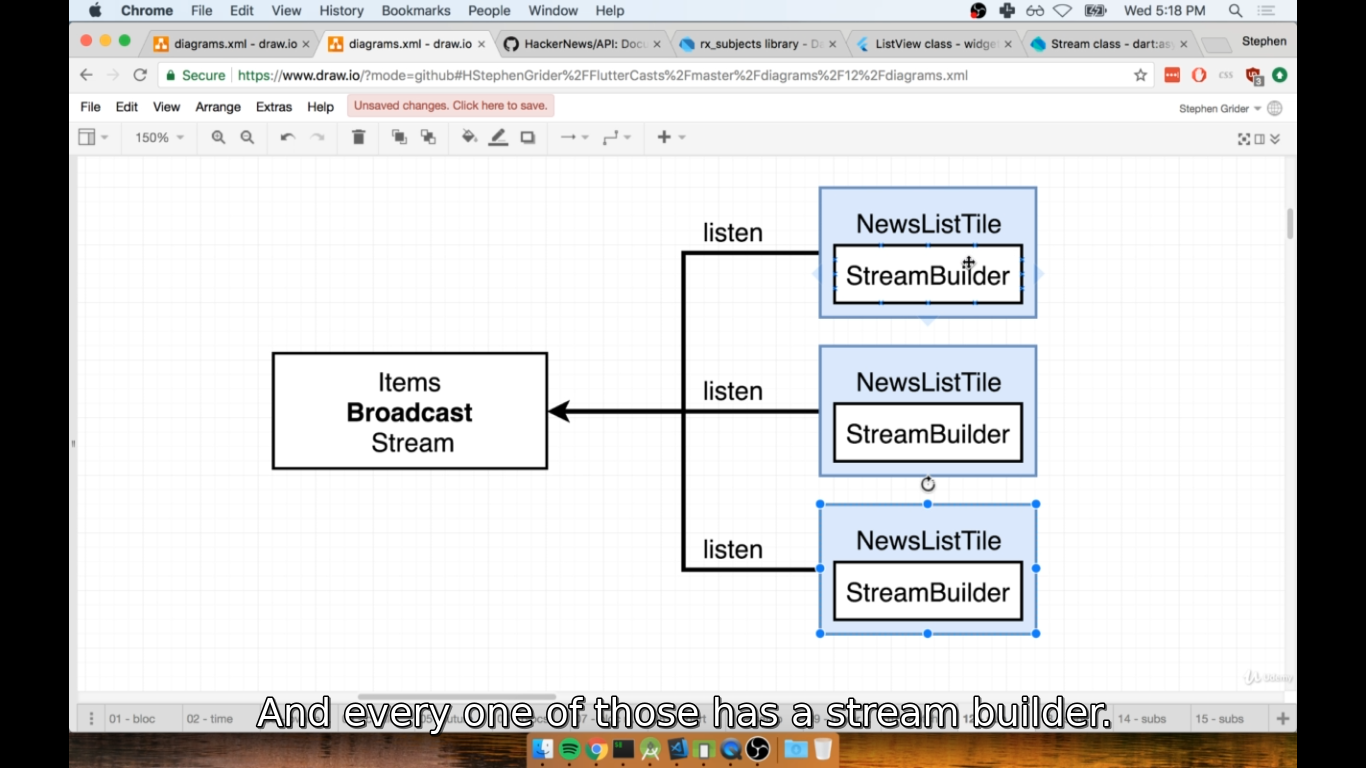 Chrome File Edit View History Bookmarks People Window Help Wed 5:18 PM
diagrams.xml - draw.io diagrams.xml - draw.io HackerNews/API: Docu rx_subjects library - D ListView class - widge Stream class - dart:as Stephen
Secure https://www.draw.io/?mode=github#HStephenGrider%2FFlutterCasts%2Fmaster%2Fdiagrams%2F12%2Fdiagrams.xml
File Edit View Arrange Extras Help Unsaved changes. Click here to save. Stephen Grider
150%
listen
NewsListTile
StreamBuilder
Items
Broadcast
Stream
listen
NewsListTile
StreamBuilder
listen
NewsListTile
StreamBuilder
Udemy
01 - bloc 02 - time 14 - subs 15 - subs
And every one of those has a stream builder.